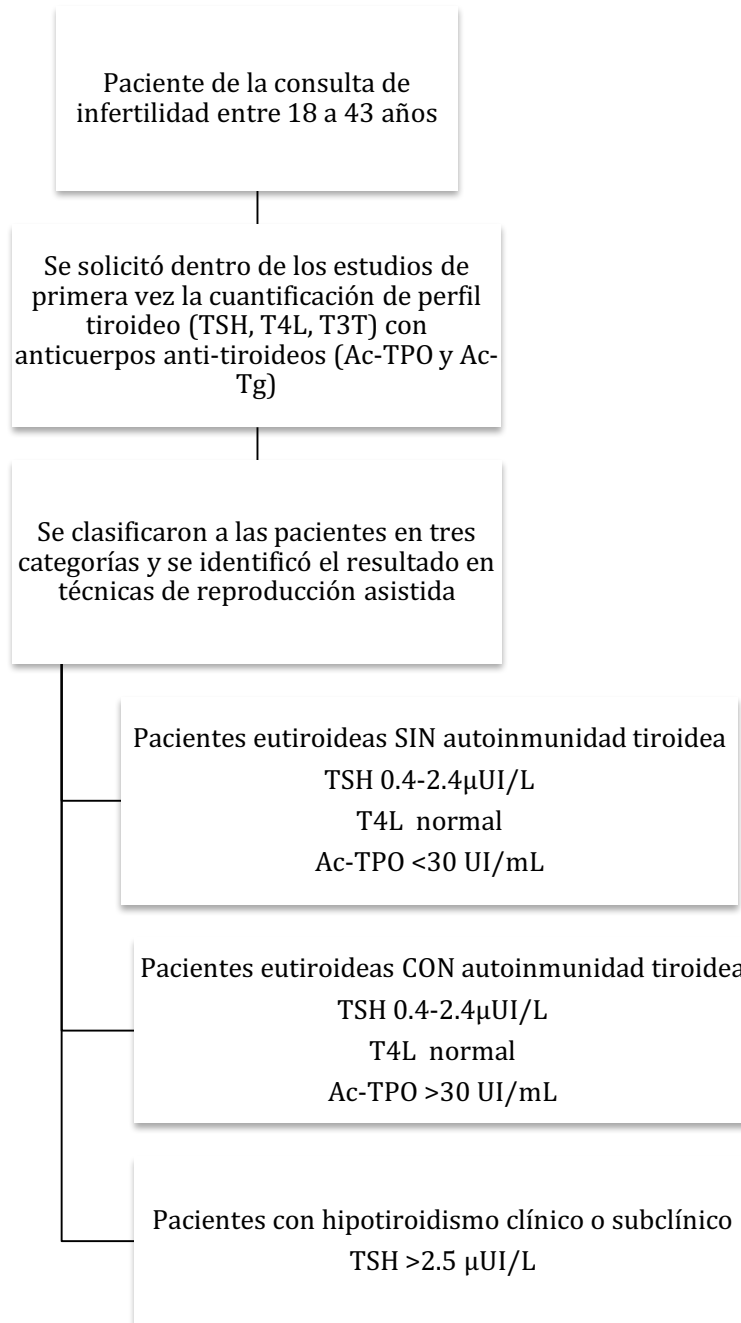 Paciente de la consulta de
infertilidad entre 18 a 43 años
Se solicitó dentro de los estudios de
primera vez la cuantificación de perfil
tiroideo (TSH, T4L, T3T) con
anticuerpos anti-tiroideos (Ac-TPO y Ac-
Tg)
Se clasificaron a las pacientes en tres
categorías y se identificó el resultado en
técnicas de reproducción asistida
Pacientes eutiroideas SIN autoinmunidad tiroidea
TSH 0.4-2.4µUI/L
T4L normal
Ac-TPO <30 UI/mL
Pacientes eutiroideas CON autoinmunidad tiroidea
TSH 0.4-2.4µUI/L
T4L normal
Ac-TPO >30 UI/mL
Pacientes con hipotiroidismo clínico o subclínico
TSH >2.5 µUI/L